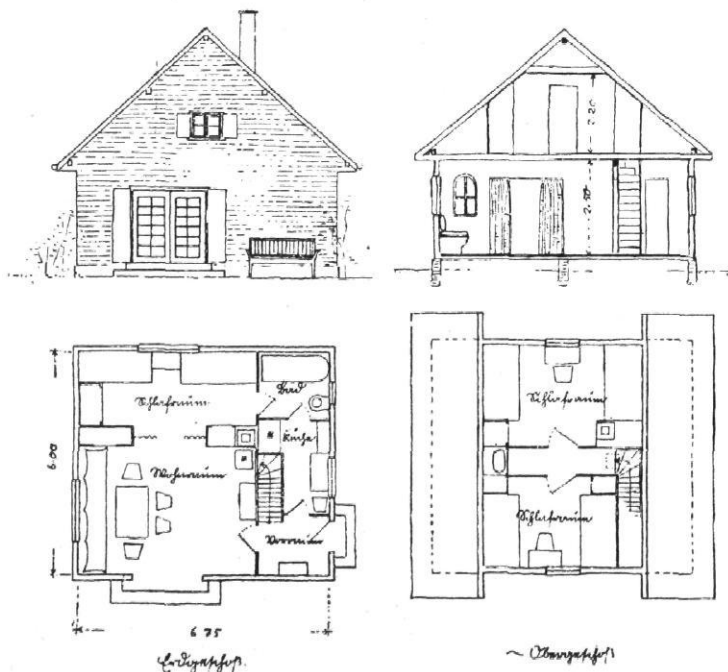 2.20
2.50
Schlafraum
Bad
Küche
Wohnraum
Vorraum
6.00
6.75
Erdgeschoß.
Schlafraum
Schlafraum
~ Obergeschoß